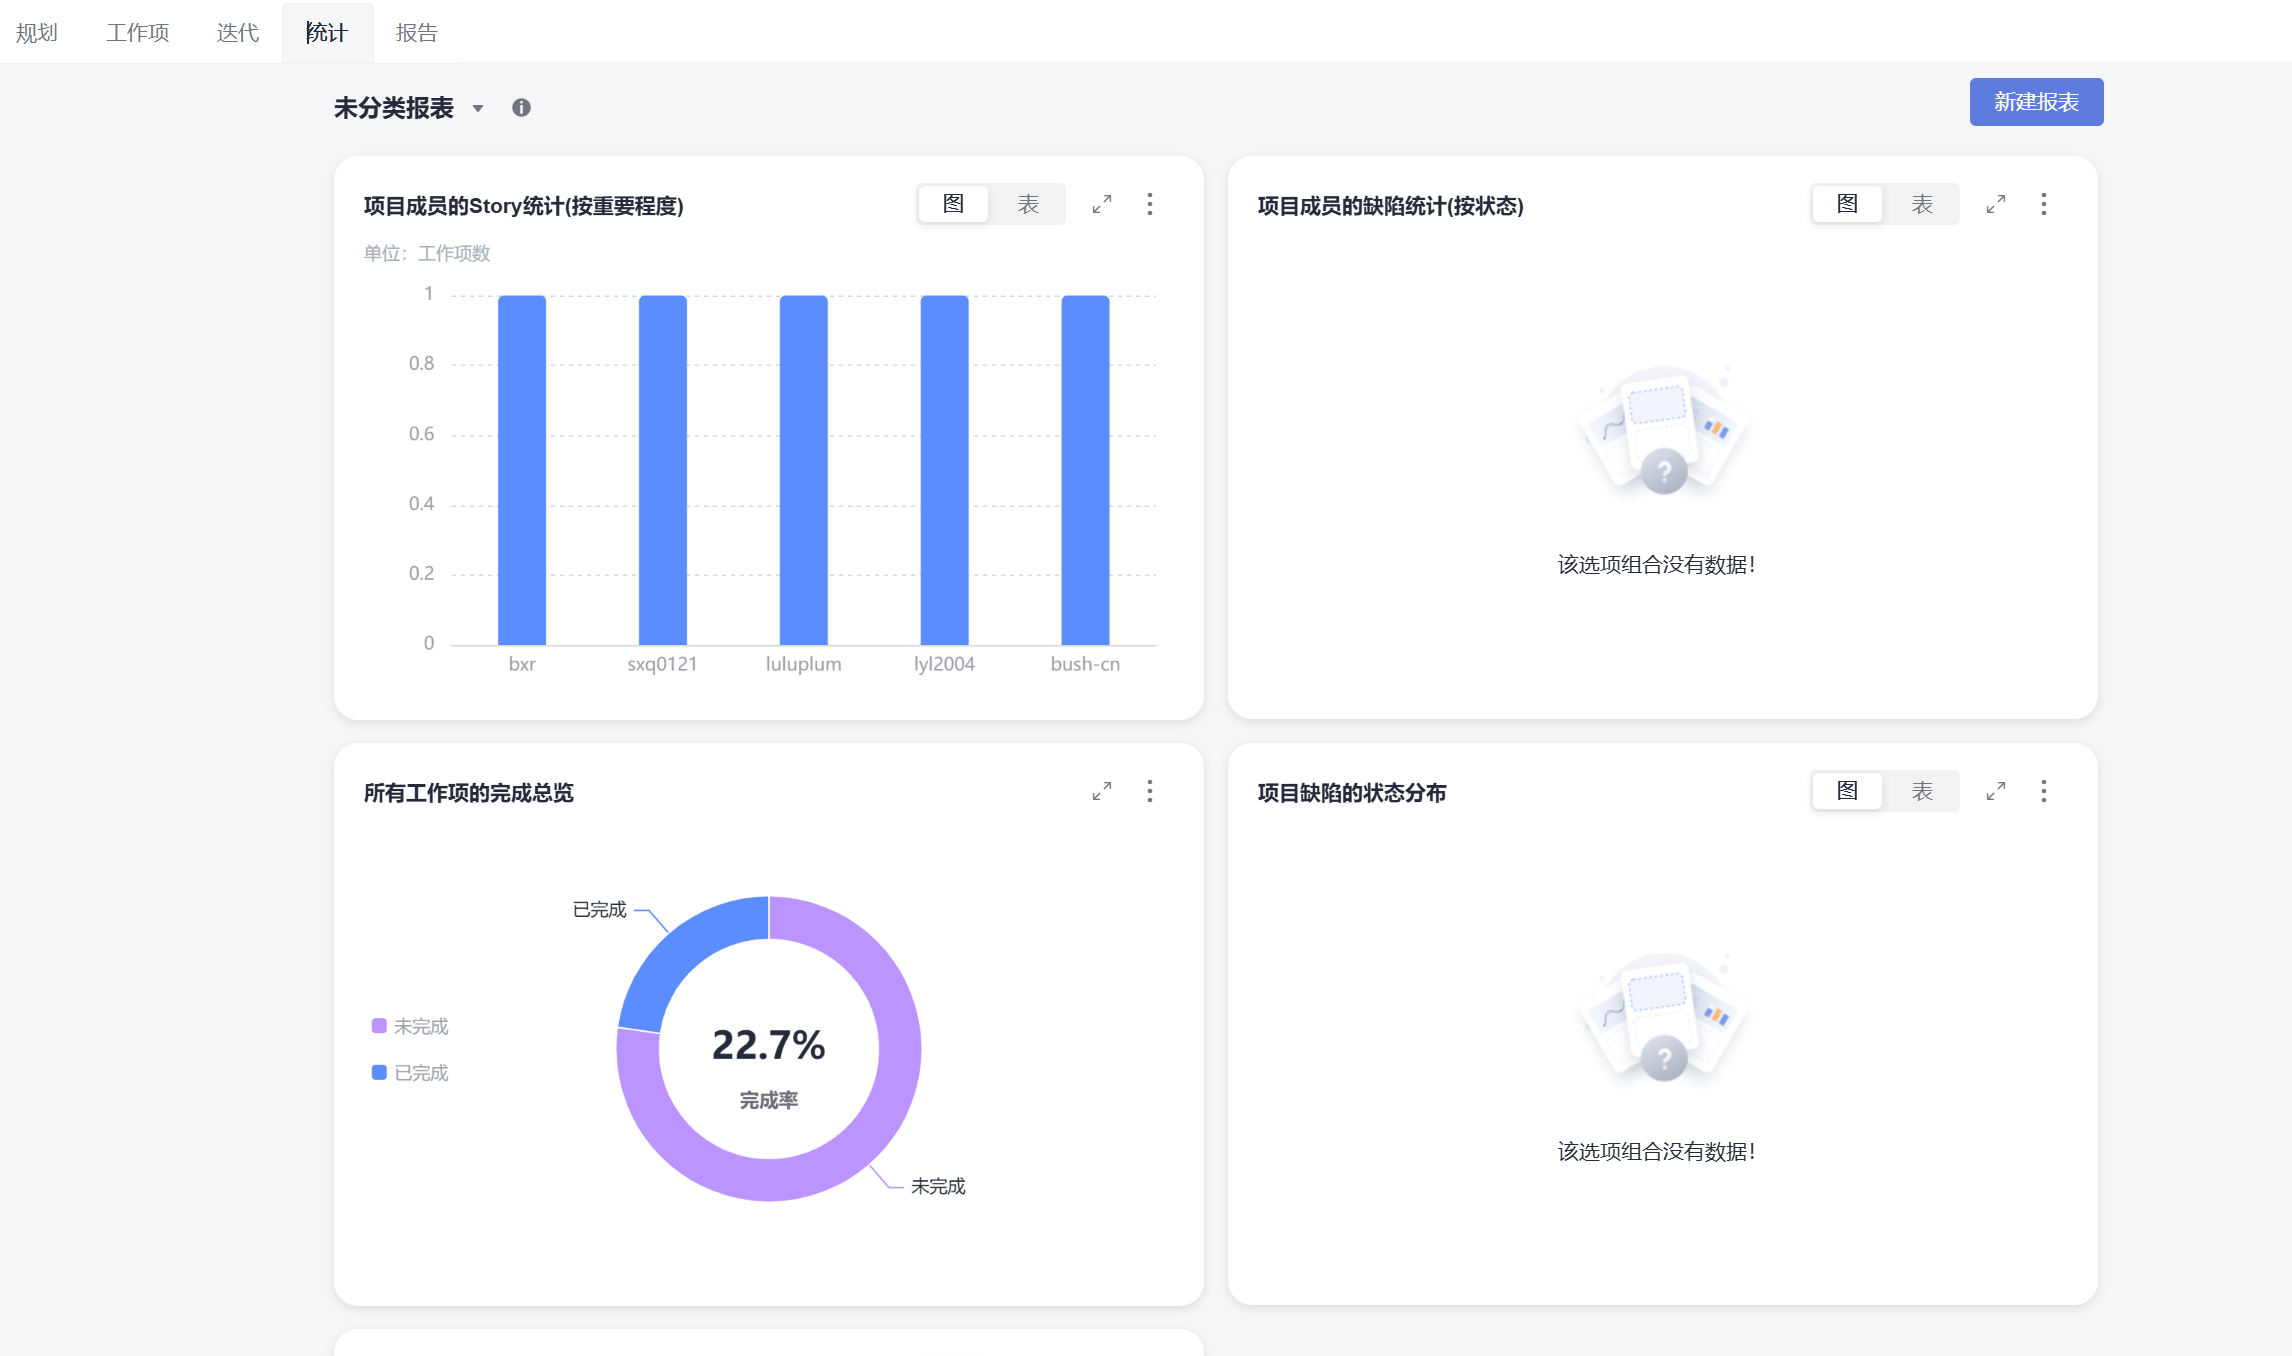 规划 工作项 迭代 统计 报告
未分类报表
新建报表
项目成员的Story统计(按重要程度)
图 表
单位：工作项数
1
0.8
0.6
0.4
0.2
0
bxr sxq0121 luluplum lyl2004 bush-cn
项目成员的缺陷统计(按状态)
图 表
该选项组合没有数据！
所有工作项的完成总览
已完成
未完成
已完成
22.7%
完成率
未完成
项目缺陷的状态分布
图 表
该选项组合没有数据！